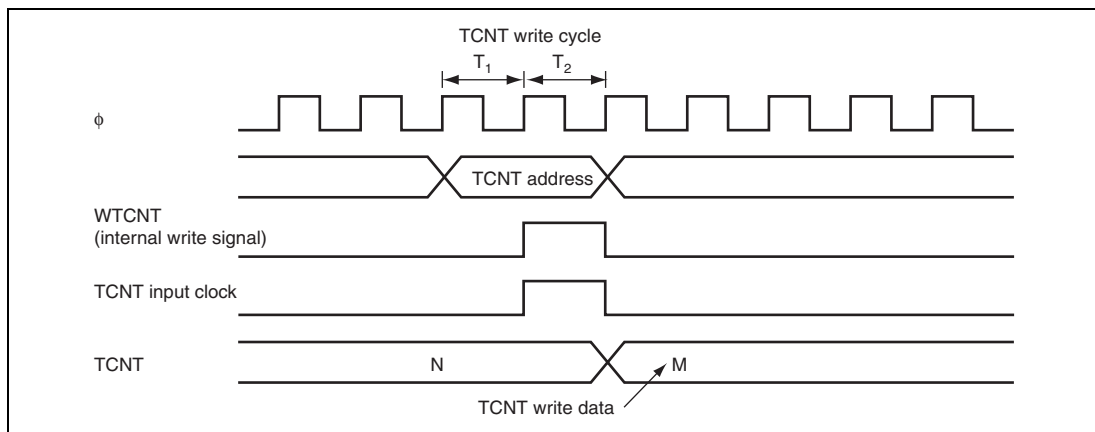 TCNT write cycle
T₁ T₂
ϕ
TCNT address
WTCNT
(internal write signal)
TCNT input clock
TCNT N M
TCNT write data